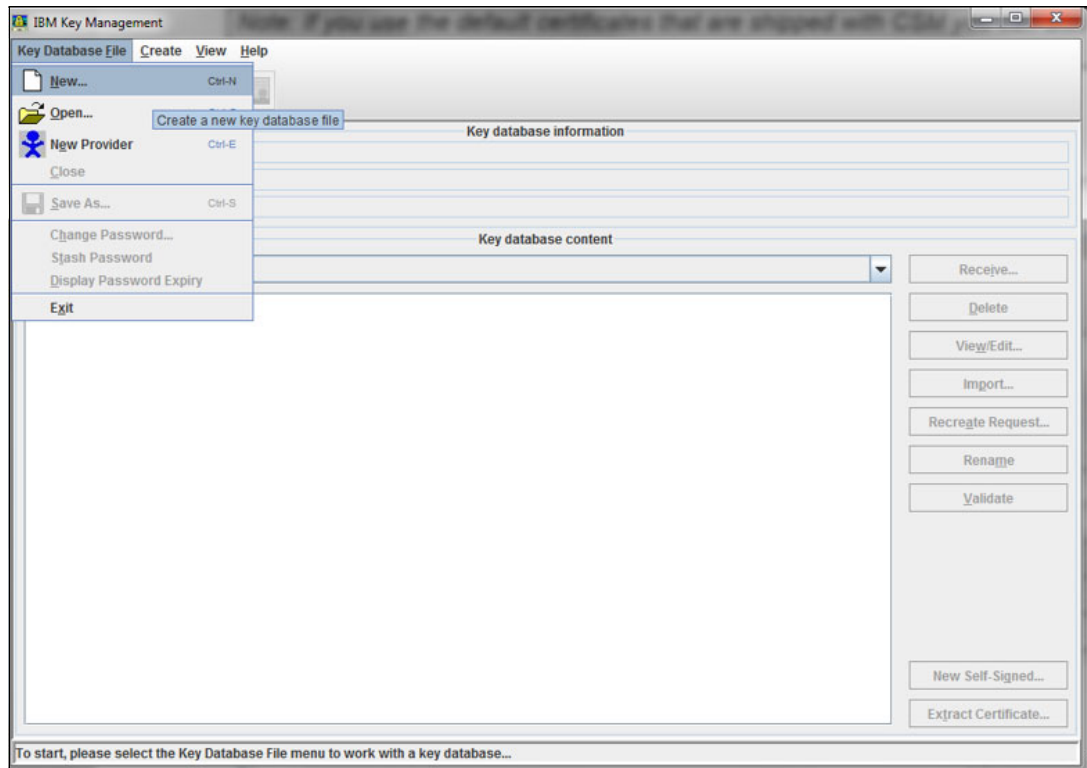 IBM Key Management
Note: If you use the default certificates that are shipped with CSM y
Key Database File Create View Help
New... Ctrl-N
Open...
Create a new key database file
Key database information
New Provider Ctrl-E
Close
Save As... Ctrl-S
Change Password...
Key database content
Stash Password
Receive...
Display Password Expiry
Exit
Delete
View/Edit...
Import...
Recreate Request...
Rename
Validate
New Self-Signed...
Extract Certificate...
To start, please select the Key Database File menu to work with a key database...